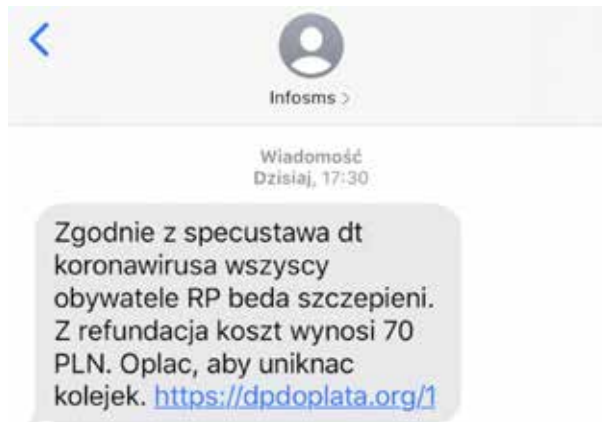 Infosms >
Wiadomość
Dzisiaj, 17:30
Zgodnie z specustawa dt
koronawirusa wszyscy
obywatele RP beda szczepieni.
Z refundacja koszt wynosi 70
PLN. Oplac, aby uniknac
kolejek. https://dpdoplata.org/1